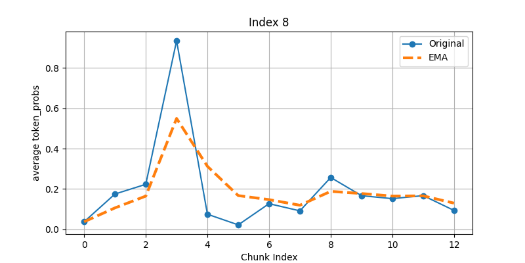 Index 8
Original
EMA
average token_probs
0.8
0.6
0.4
0.2
0.0
0 2 4 6 8 10 12
Chunk Index